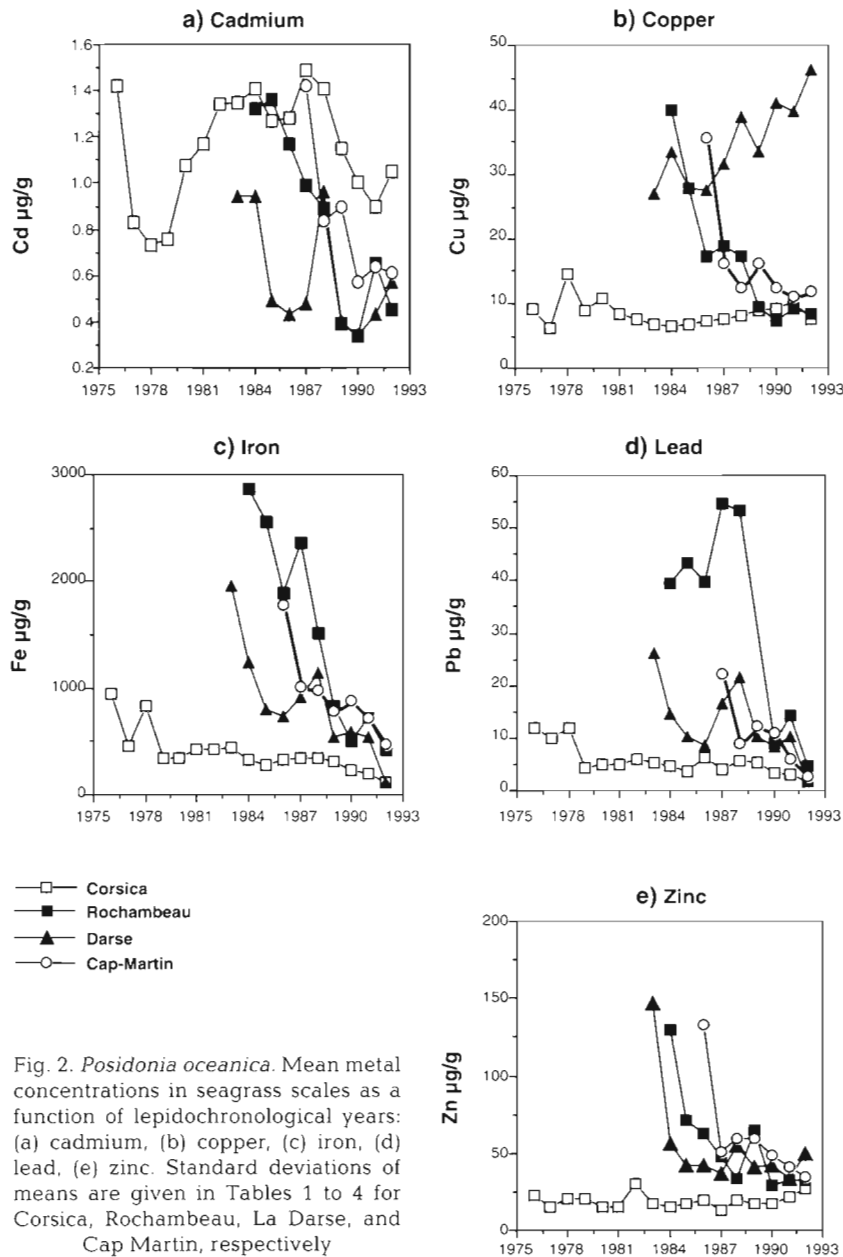 a) Cadmium
Cd µg/g
1.6
1.4
1.2
1.0
0.8
0.6
0.4
0.2
1975 1978 1981 1984 1987 1990 1993
b) Copper
Cu µg/g
50
40
30
20
10
0
1975 1978 1981 1984 1987 1990 1993
c) Iron
Fe µg/g
3000
2000
1000
0
1975 1978 1981 1984 1987 1990 1993
d) Lead
Pb µg/g
60
50
40
30
20
10
0
1975 1978 1981 1984 1987 1990 1993
Corsica
Rochambeau
Darse
Cap-Martin
e) Zinc
Zn µg/g
200
150
100
50
0
1975 1978 1981 1984 1987 1990 1993
Fig. 2. Posidonia oceanica. Mean metal
concentrations in seagrass scales as a
function of lepidochronological years:
(a) cadmium, (b) copper, (c) iron, (d)
lead, (e) zinc. Standard deviations of
means are given in Tables 1 to 4 for
Corsica, Rochambeau, La Darse, and
Cap Martin, respectively